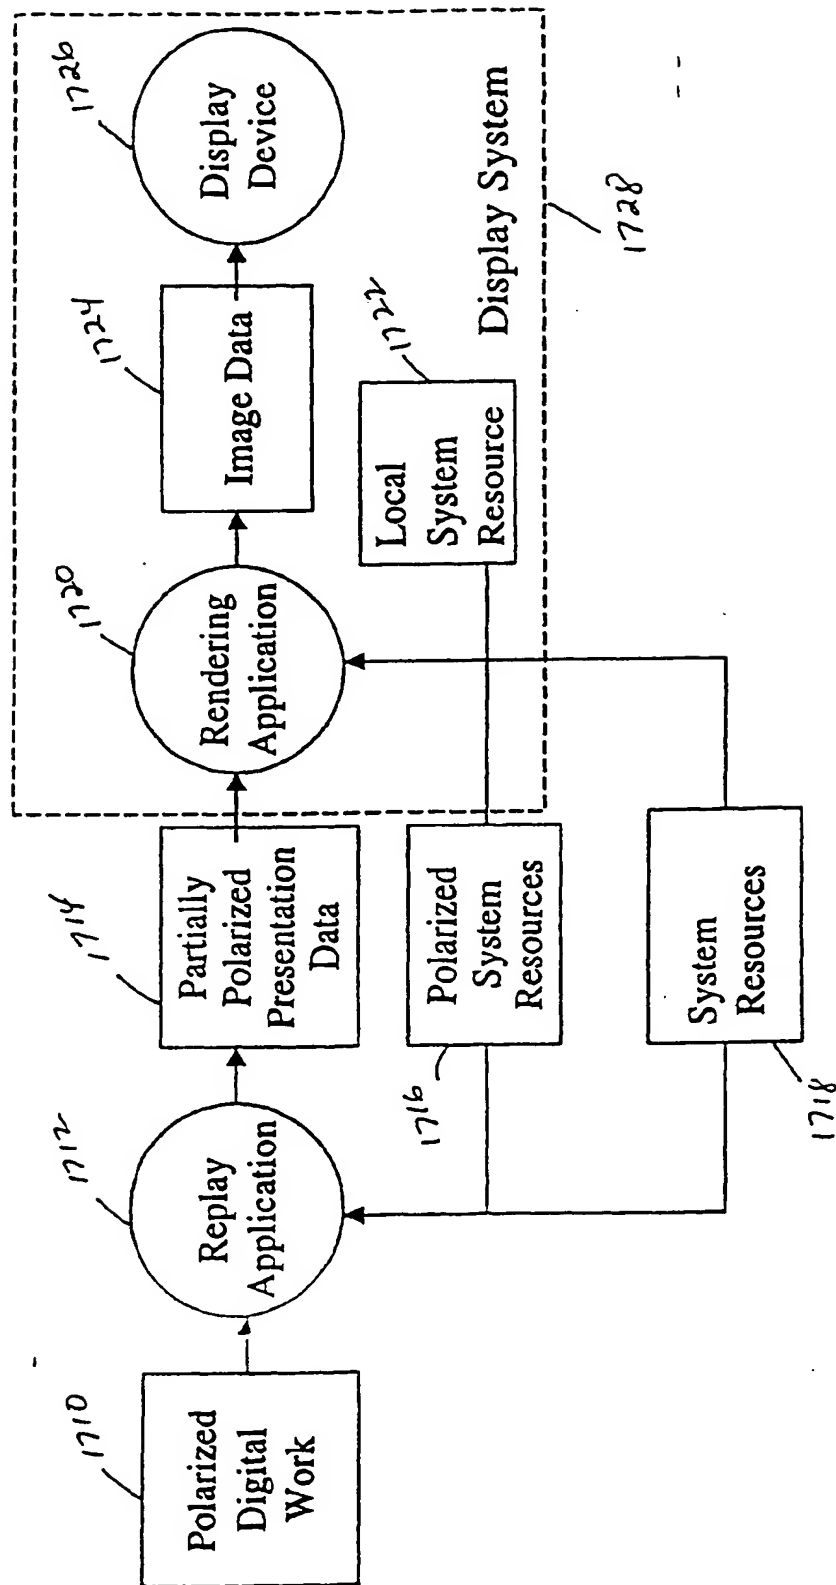 1710
Polarized
Digital
Work
1712
Replay
Application
1714
Partially
Polarized
Presentation
Data
1720
Rendering
Application
1724
Image Data
1726
Display
Device
1716
Polarized
System
Resources
1722
Local
System
Resource
Display System
1728
1718
System
Resources